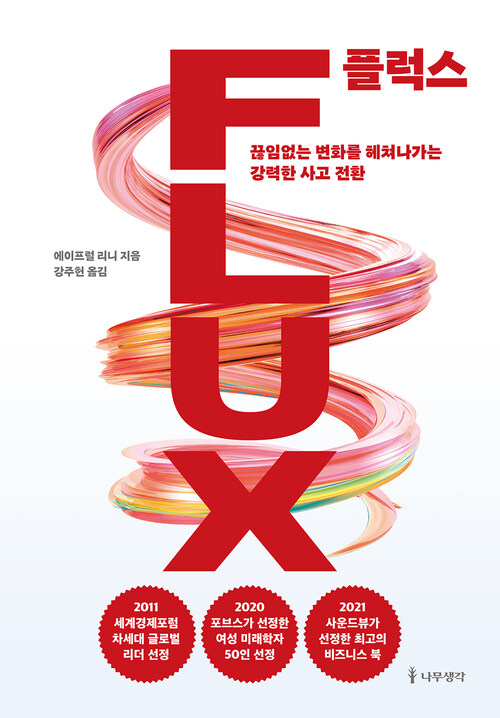 FLUX
플럭스
끊임없는 변화를 헤쳐나가는
강력한 사고 전환
에이프럴 리니 지음
강주헌 옮김
2011
세계경제포럼
차세대 글로벌
리더 선정
2020
포브스가 선정한
여성 미래학자
50인 선정
2021
사운드뷰가
선정한 최고의
비즈니스 북
나무생각